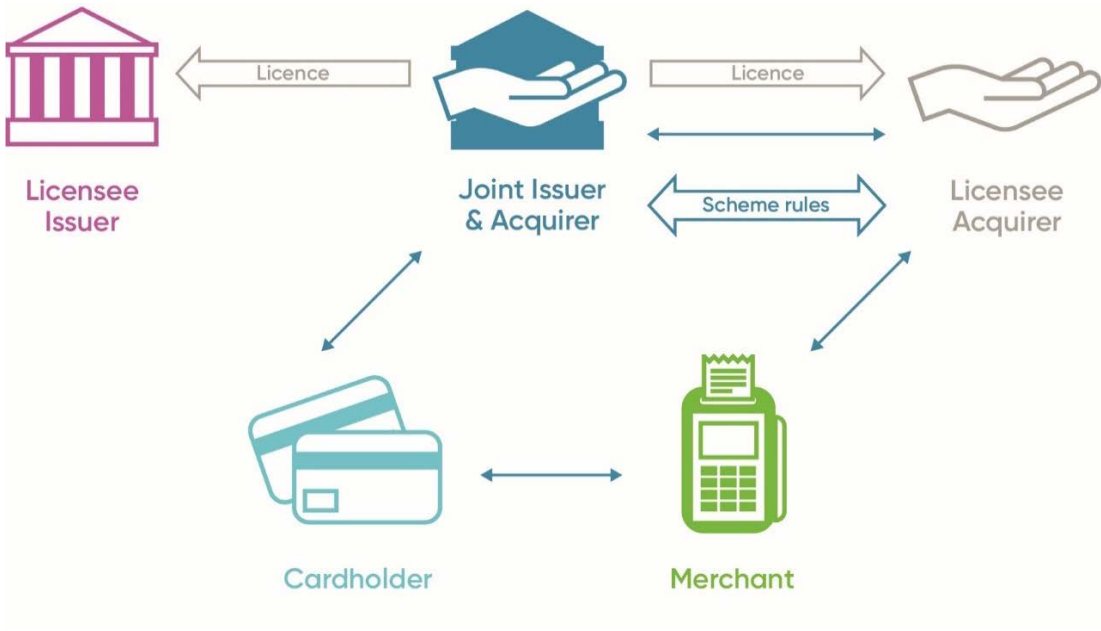 Licence
Licence
Scheme rules
Licensee
Issuer
Joint Issuer
& Acquirer
Licensee
Acquirer
Cardholder
Merchant